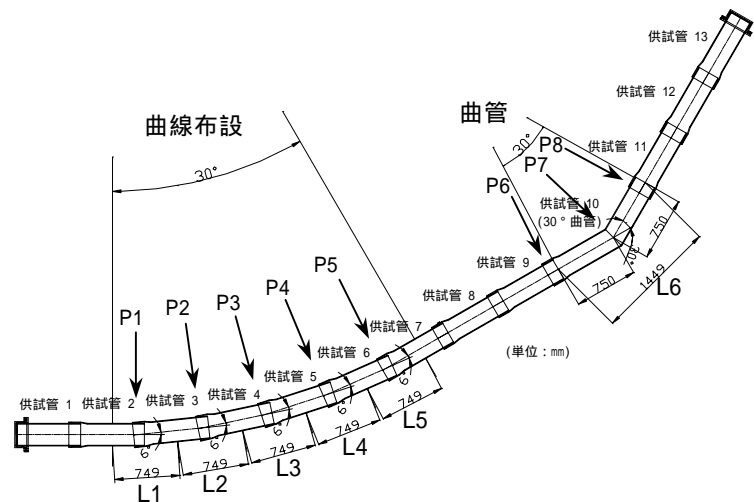 供試管 13
供試管 12
曲管
曲線布設
30°
供試管 11
P8
P7
30°
P6
供試管 10
(30°曲管)
750
30°
供試管 9
750
1449
L6
P5
P4
供試管 8
P3
P2
供試管 7
P1
(単位:mm)
供試管 6
供試管 5
6°
供試管 4
6°
供試管 1
供試管 2
供試管 3
6°
6°
6°
749
749
749
749
749
L5
L4
L3
L2
L1